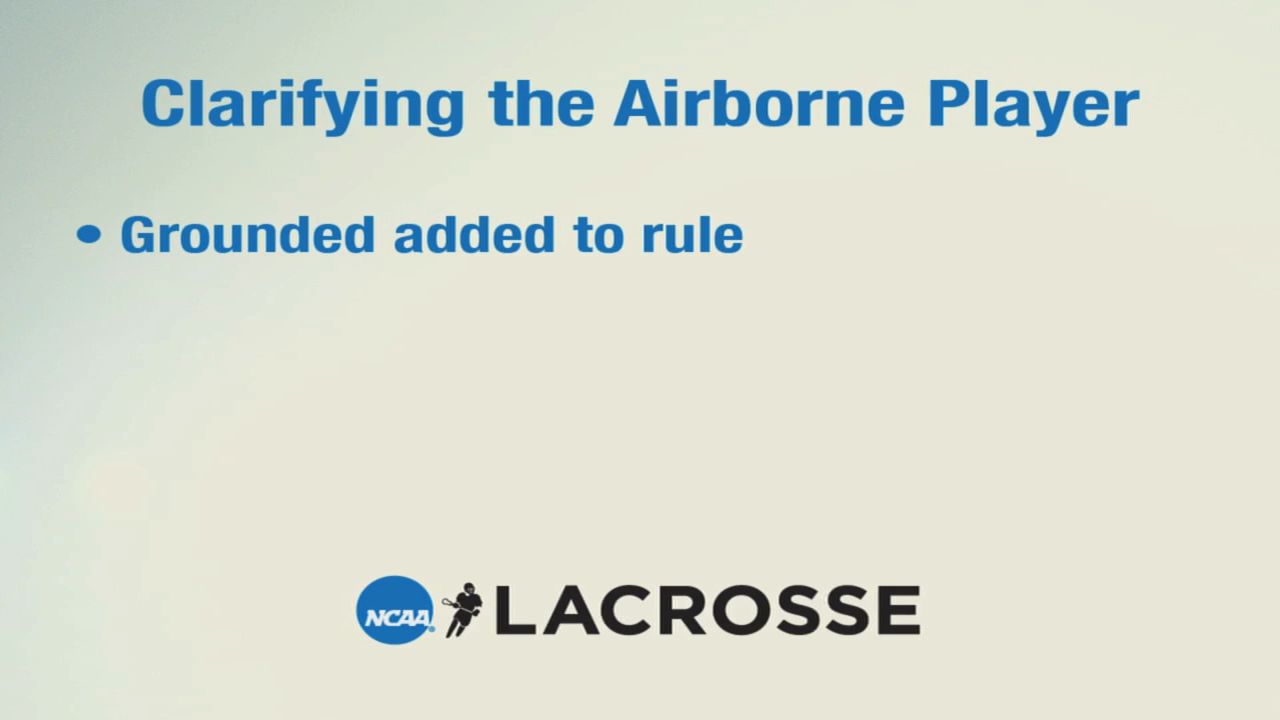 Clarifying the Airborne Player
• Grounded added to rule
NCAA® LACROSSE